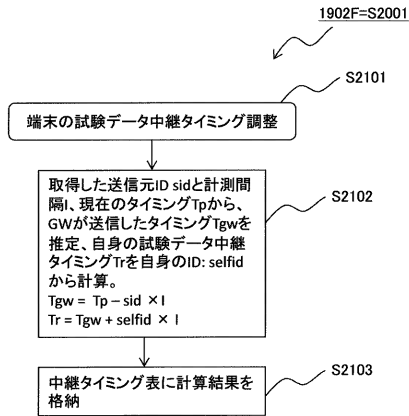 1902F=S2001
S2101
端末の試験データ中継タイミング調整
取得した送信元ID sidと計測間
隔I、現在のタイミングTpから、
GWが送信したタイミングTgwを
推定、自身の試験データ中継
タイミングTrを自身のID: selfid
から計算。
Tgw = Tp – sid × I
Tr = Tgw + selfid × I
S2102
中継タイミング表に計算結果を
格納
S2103